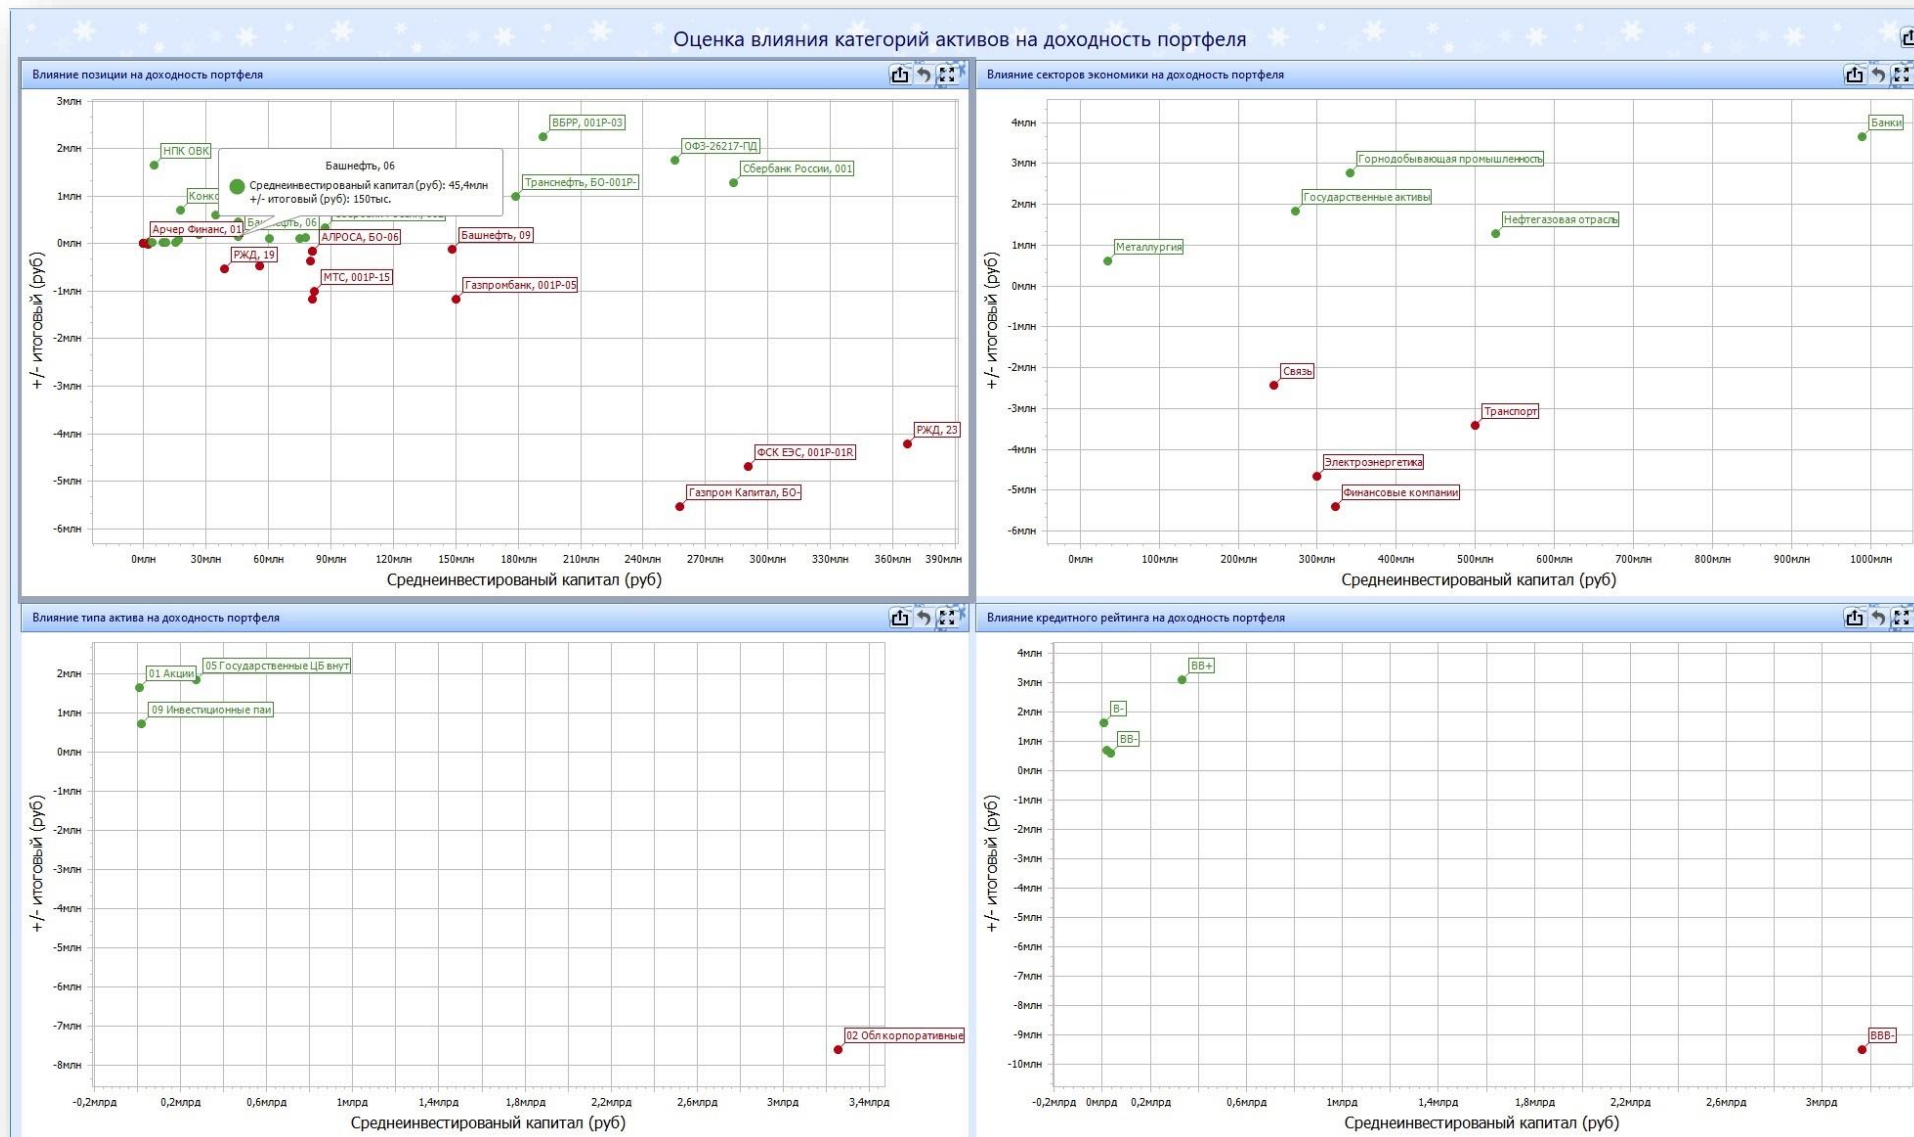 Оценка влияния категорий активов на доходность портфеля
Влияние позиции на доходность портфеля
3млн
2млн
1млн
0млн
-1млн
-2млн
-3млн
-4млн
-5млн
-6млн
+/- итоговый (руб)
ВБРР, 001P-03
НПК ОВК
ОФЗ-26217-ПД
Сбербанк России, 001
Транснефть, БО-001P-
Башнефть, 06
Среднеинвестированый капитал (руб): 45,4млн
+/- итоговый (руб): 150тыс.
Арчер Финанс, 01
АЛРОСА, БО-06
Башнефть, 09
РЖД, 19
МТС, 001P-15
Газпромбанк, 001P-05
РЖД, 23
ФСК ЕЭС, 001P-01R
Газпром Капитал, БО-
0млн 30млн 60млн 90млн 120млн 150млн 180млн 210млн 240млн 270млн 300млн 330млн 360млн 390млн
Среднеинвестированый капитал (руб)
Влияние секторов экономики на доходность портфеля
4млн
3млн
2млн
1млн
0млн
-1млн
-2млн
-3млн
-4млн
-5млн
-6млн
+/- итоговый (руб)
Банки
Горнодобывающая промышленность
Государственные активы
Нефтегазовая отрасль
Металлургия
Связь
Транспорт
Электроэнергетика
Финансовые компании
0млн 100млн 200млн 300млн 400млн 500млн 600млн 700млн 800млн 900млн 1000млн
Среднеинвестированый капитал (руб)
Влияние типа актива на доходность портфеля
2млн
1млн
0млн
-1млн
-2млн
-3млн
-4млн
-5млн
-6млн
-7млн
-8млн
+/- итоговый (руб)
05 Государственные ЦБ внут
01 Акции
09 Инвестиционные паи
02 Обл корпоративные
-0,2млрд 0,2млрд 0,6млрд 1млрд 1,4млрд 1,8млрд 2,2млрд 2,6млрд 3млрд 3,4млрд
Среднеинвестированый капитал (руб)
Влияние кредитного рейтинга на доходность портфеля
4млн
3млн
2млн
1млн
0млн
-1млн
-2млн
-3млн
-4млн
-5млн
-6млн
-7млн
-8млн
-9млн
-10млн
+/- итоговый (руб)
BB+
B-
BB-
BBB-
-0,2млрд 0млрд 0,2млрд 0,6млрд 1млрд 1,4млрд 1,8млрд 2,2млрд 2,6млрд 3млрд
Среднеинвестированый капитал (руб)